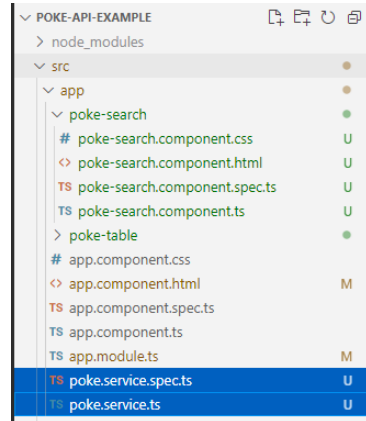 POKE-API-EXAMPLE
node_modules
src
app
poke-search
# poke-search.component.css U
<> poke-search.component.html U
TS poke-search.component.spec.ts U
TS poke-search.component.ts U
poke-table
# app.component.css
<> app.component.html M
TS app.component.spec.ts
TS app.component.ts
TS app.module.ts M
TS poke.service.spec.ts U
TS poke.service.ts U